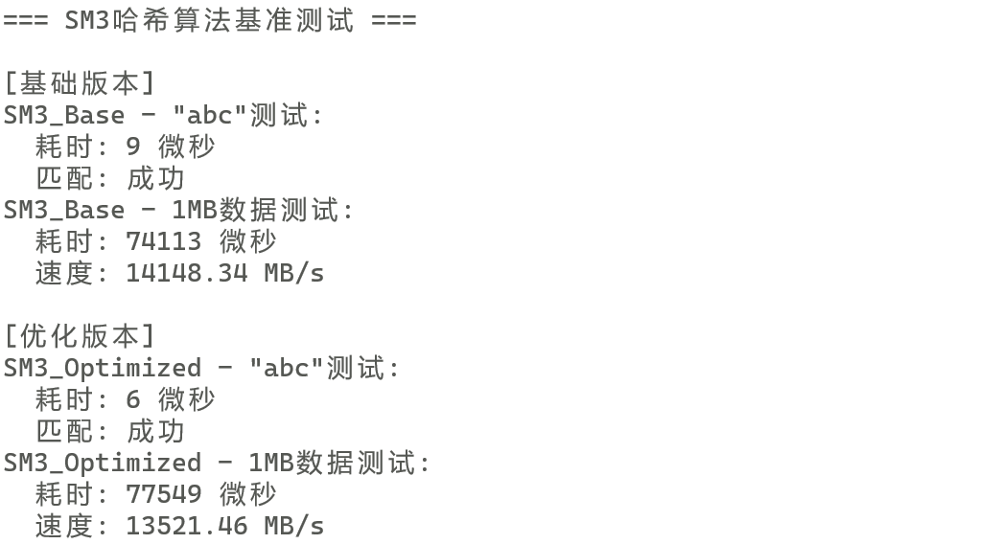 === SM3哈希算法基准测试 ===
[基础版本]
SM3_Base - "abc"测试:
耗时: 9 微秒
匹配: 成功
SM3_Base - 1MB数据测试:
耗时: 74113 微秒
速度: 14148.34 MB/s
[优化版本]
SM3_Optimized - "abc"测试:
耗时: 6 微秒
匹配: 成功
SM3_Optimized - 1MB数据测试:
耗时: 77549 微秒
速度: 13521.46 MB/s